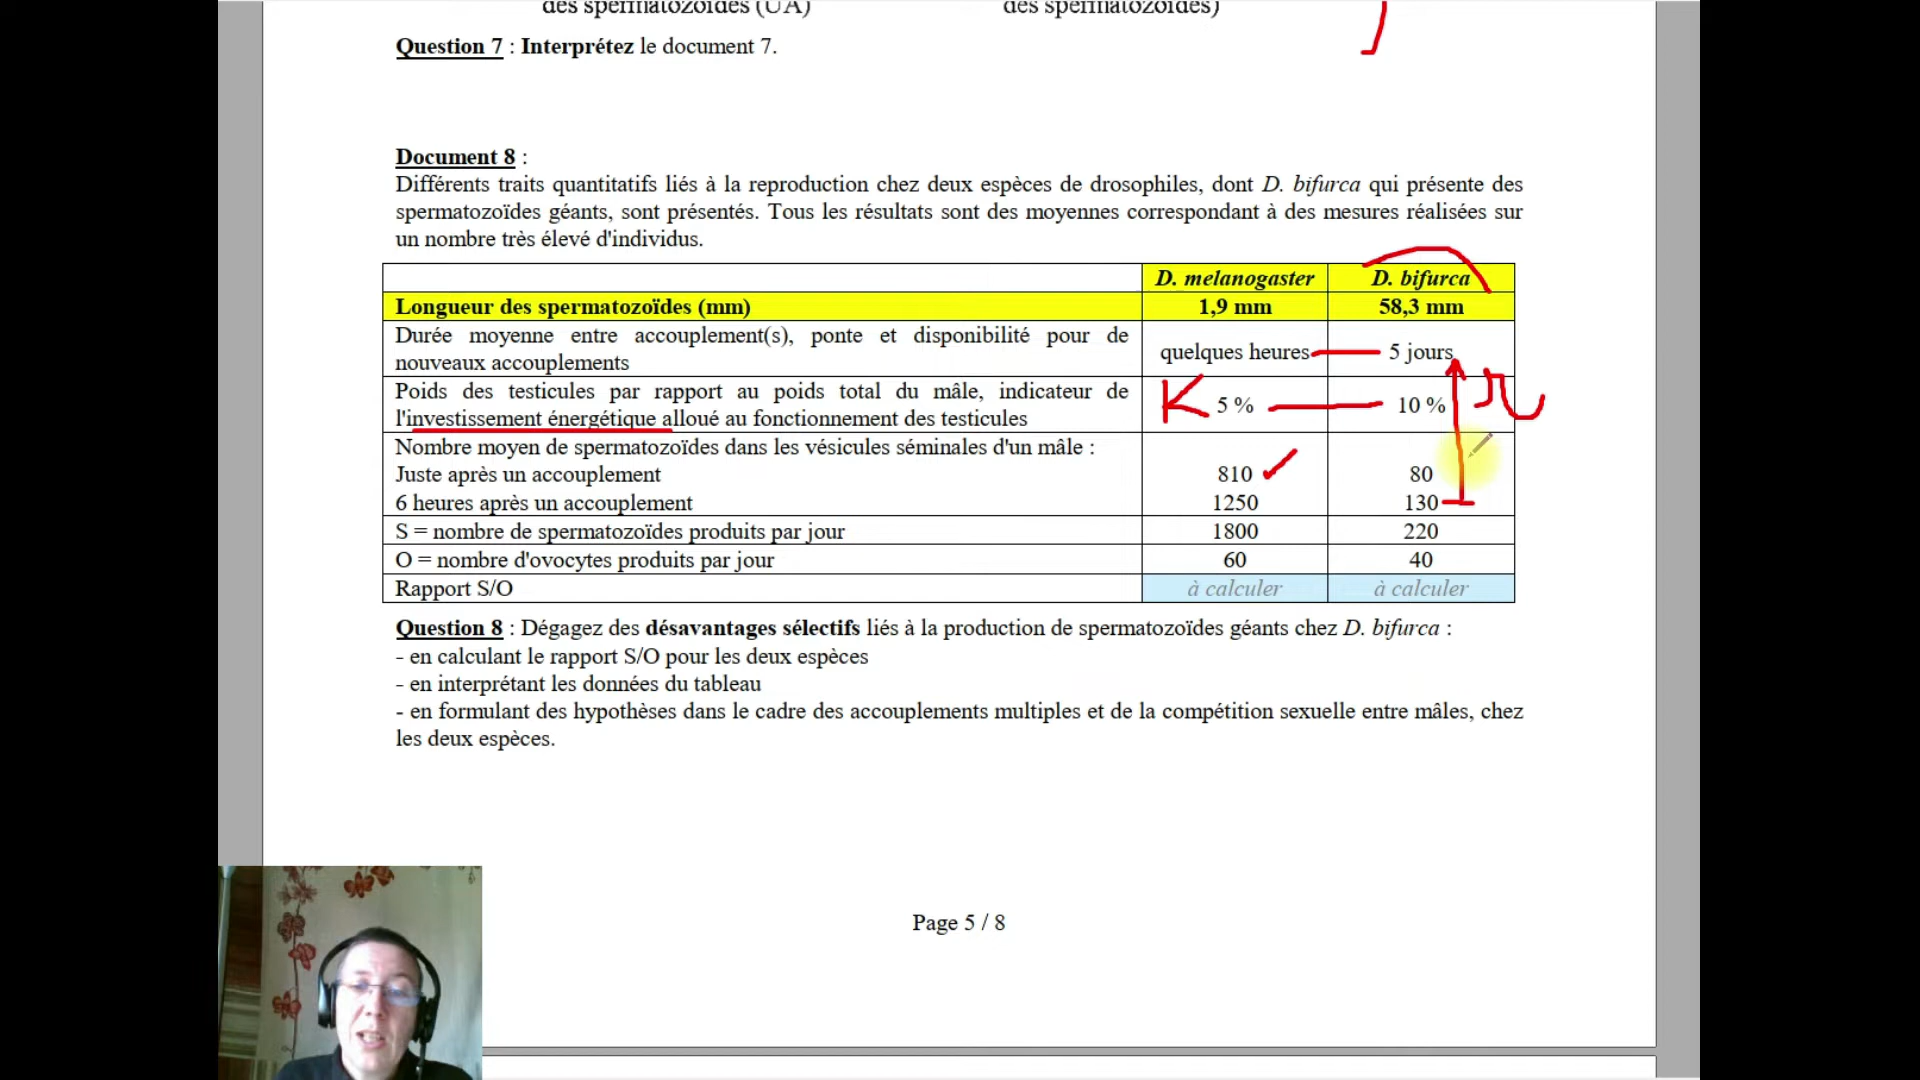 des spermatozoïdes (UA) des spermatozoïdes)
Question 7 : Interprétez le document 7.
Document 8 :
Différents traits quantitatifs liés à la reproduction chez deux espèces de drosophiles, dont D. bifurca qui présente des
spermatozoïdes géants, sont présentés. Tous les résultats sont des moyennes correspondant à des mesures réalisées sur
un nombre très élevé d'individus.
D. melanogaster D. bifurca
Longueur des spermatozoïdes (mm) 1,9 mm 58,3 mm
Durée moyenne entre accouplement(s), ponte et disponibilité pour de
nouveaux accouplements
quelques heures 5 jours
Poids des testicules par rapport au poids total du mâle, indicateur de
l'investissement énergétique alloué au fonctionnement des testicules
K 5 % 10 % r
Nombre moyen de spermatozoïdes dans les vésicules séminales d'un mâle :
Juste après un accouplement 810 80
6 heures après un accouplement 1250 130
S = nombre de spermatozoïdes produits par jour 1800 220
O = nombre d'ovocytes produits par jour 60 40
Rapport S/O à calculer à calculer
Question 8 : Dégagez des désavantages sélectifs liés à la production de spermatozoïdes géants chez D. bifurca :
- en calculant le rapport S/O pour les deux espèces
- en interprétant les données du tableau
- en formulant des hypothèses dans le cadre des accouplements multiples et de la compétition sexuelle entre mâles, chez
les deux espèces.
Page 5 / 8